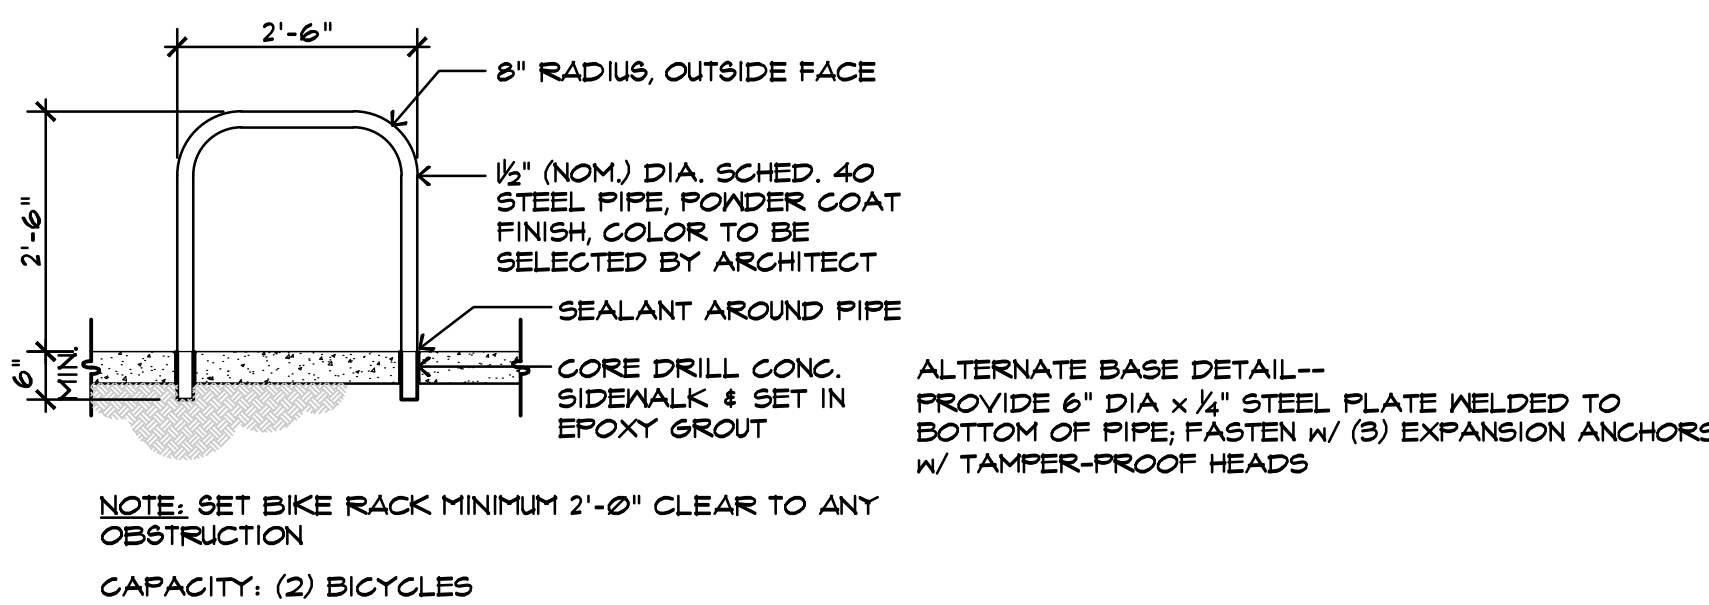 2'-6"
8" RADIUS, OUTSIDE FACE
1½" (NOM.) DIA. SCHED. 40
STEEL PIPE, POWDER COAT
FINISH, COLOR TO BE
SELECTED BY ARCHITECT
2'-6"
SEALANT AROUND PIPE
6"
MIN.
CORE DRILL CONC.
SIDEWALK & SET IN
EPOXY GROUT
ALTERNATE BASE DETAIL--
PROVIDE 6" DIA x ¼" STEEL PLATE WELDED TO
BOTTOM OF PIPE; FASTEN w/ (3) EXPANSION ANCHORS
w/ TAMPER-PROOF HEADS
NOTE: SET BIKE RACK MINIMUM 2'-0" CLEAR TO ANY
OBSTRUCTION
CAPACITY: (2) BICYCLES